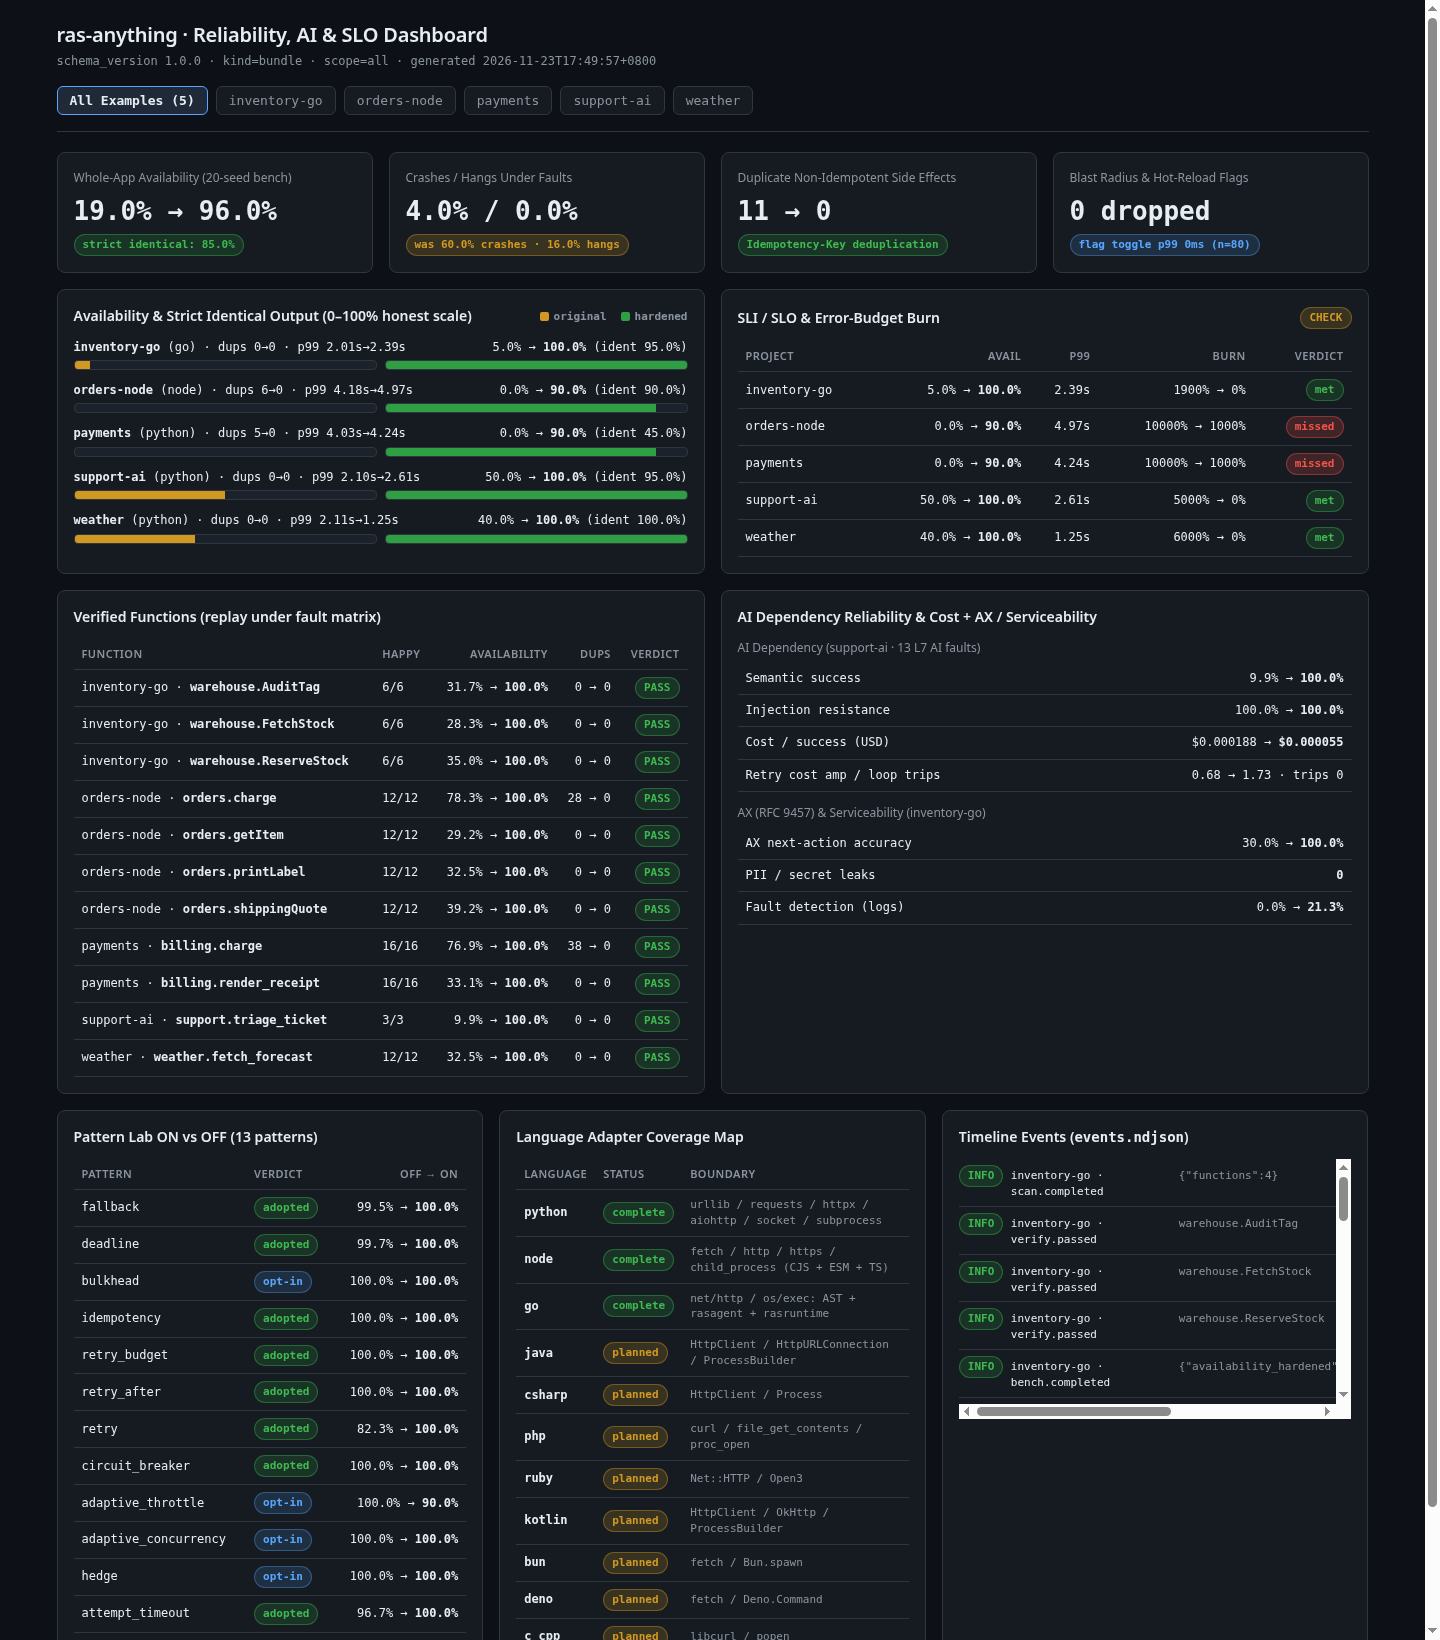 ras-anything · Reliability, AI & SLO Dashboard
schema_version 1.0.0 · kind=bundle · scope=all · generated 2026-11-23T17:49:57+0800
All Examples (5) inventory-go orders-node payments support-ai weather
Whole-App Availability (20-seed bench)
19.0% → 96.0%
strict identical: 85.0%
Crashes / Hangs Under Faults
4.0% / 0.0%
was 60.0% crashes · 16.0% hangs
Duplicate Non-Idempotent Side Effects
11 → 0
Idempotency-Key deduplication
Blast Radius & Hot-Reload Flags
0 dropped
flag toggle p99 0ms (n=80)
Availability & Strict Identical Output (0–100% honest scale) original hardened
inventory-go (go) · dups 0→0 · p99 2.01s→2.39s 5.0% → 100.0% (ident 95.0%)
orders-node (node) · dups 6→0 · p99 4.18s→4.97s 0.0% → 90.0% (ident 90.0%)
payments (python) · dups 5→0 · p99 4.03s→4.24s 0.0% → 90.0% (ident 45.0%)
support-ai (python) · dups 0→0 · p99 2.10s→2.61s 50.0% → 100.0% (ident 95.0%)
weather (python) · dups 0→0 · p99 2.11s→1.25s 40.0% → 100.0% (ident 100.0%)
SLI / SLO & Error-Budget Burn CHECK
PROJECT AVAIL P99 BURN VERDICT
inventory-go 5.0% → 100.0% 2.39s 1900% → 0% met
orders-node 0.0% → 90.0% 4.97s 10000% → 1000% missed
payments 0.0% → 90.0% 4.24s 10000% → 1000% missed
support-ai 50.0% → 100.0% 2.61s 5000% → 0% met
weather 40.0% → 100.0% 1.25s 6000% → 0% met
Verified Functions (replay under fault matrix)
FUNCTION HAPPY AVAILABILITY DUPS VERDICT
inventory-go · warehouse.AuditTag 6/6 31.7% → 100.0% 0 → 0 PASS
inventory-go · warehouse.FetchStock 6/6 28.3% → 100.0% 0 → 0 PASS
inventory-go · warehouse.ReserveStock 6/6 35.0% → 100.0% 0 → 0 PASS
orders-node · orders.charge 12/12 78.3% → 100.0% 28 → 0 PASS
orders-node · orders.getItem 12/12 29.2% → 100.0% 0 → 0 PASS
orders-node · orders.printLabel 12/12 32.5% → 100.0% 0 → 0 PASS
orders-node · orders.shippingQuote 12/12 39.2% → 100.0% 0 → 0 PASS
payments · billing.charge 16/16 76.9% → 100.0% 38 → 0 PASS
payments · billing.render_receipt 16/16 33.1% → 100.0% 0 → 0 PASS
support-ai · support.triage_ticket 3/3 9.9% → 100.0% 0 → 0 PASS
weather · weather.fetch_forecast 12/12 32.5% → 100.0% 0 → 0 PASS
AI Dependency Reliability & Cost + AX / Serviceability
AI Dependency (support-ai · 13 L7 AI faults)
Semantic success 9.9% → 100.0%
Injection resistance 100.0% → 100.0%
Cost / success (USD) $0.000188 → $0.000055
Retry cost amp / loop trips 0.68 → 1.73 · trips 0
AX (RFC 9457) & Serviceability (inventory-go)
AX next-action accuracy 30.0% → 100.0%
PII / secret leaks 0
Fault detection (logs) 0.0% → 21.3%
Pattern Lab ON vs OFF (13 patterns)
PATTERN VERDICT OFF → ON
fallback adopted 99.5% → 100.0%
deadline adopted 99.7% → 100.0%
bulkhead opt-in 100.0% → 100.0%
idempotency adopted 100.0% → 100.0%
retry_budget adopted 100.0% → 100.0%
retry_after adopted 100.0% → 100.0%
retry adopted 82.3% → 100.0%
circuit_breaker adopted 100.0% → 100.0%
adaptive_throttle opt-in 100.0% → 90.0%
adaptive_concurrency opt-in 100.0% → 100.0%
hedge opt-in 100.0% → 100.0%
attempt_timeout adopted 96.7% → 100.0%
Language Adapter Coverage Map
LANGUAGE STATUS BOUNDARY
python complete urllib / requests / httpx /
aiohttp / socket / subprocess
node complete fetch / http / https /
child_process (CJS + ESM + TS)
go complete net/http / os/exec: AST +
rasagent + rasruntime
java planned HttpClient / HttpURLConnection
/ ProcessBuilder
csharp planned HttpClient / Process
php planned curl / file_get_contents /
proc_open
ruby planned Net::HTTP / Open3
kotlin planned HttpClient / OkHttp /
ProcessBuilder
bun planned fetch / Bun.spawn
deno planned fetch / Deno.Command
c_cpp planned libcurl / popen
Timeline Events (events.ndjson)
INFO inventory-go · {"functions":4}
scan.completed
INFO inventory-go · warehouse.AuditTag
verify.passed
INFO inventory-go · warehouse.FetchStock
verify.passed
INFO inventory-go · warehouse.ReserveStock
verify.passed
INFO inventory-go · {"availability_hardened"
bench.completed